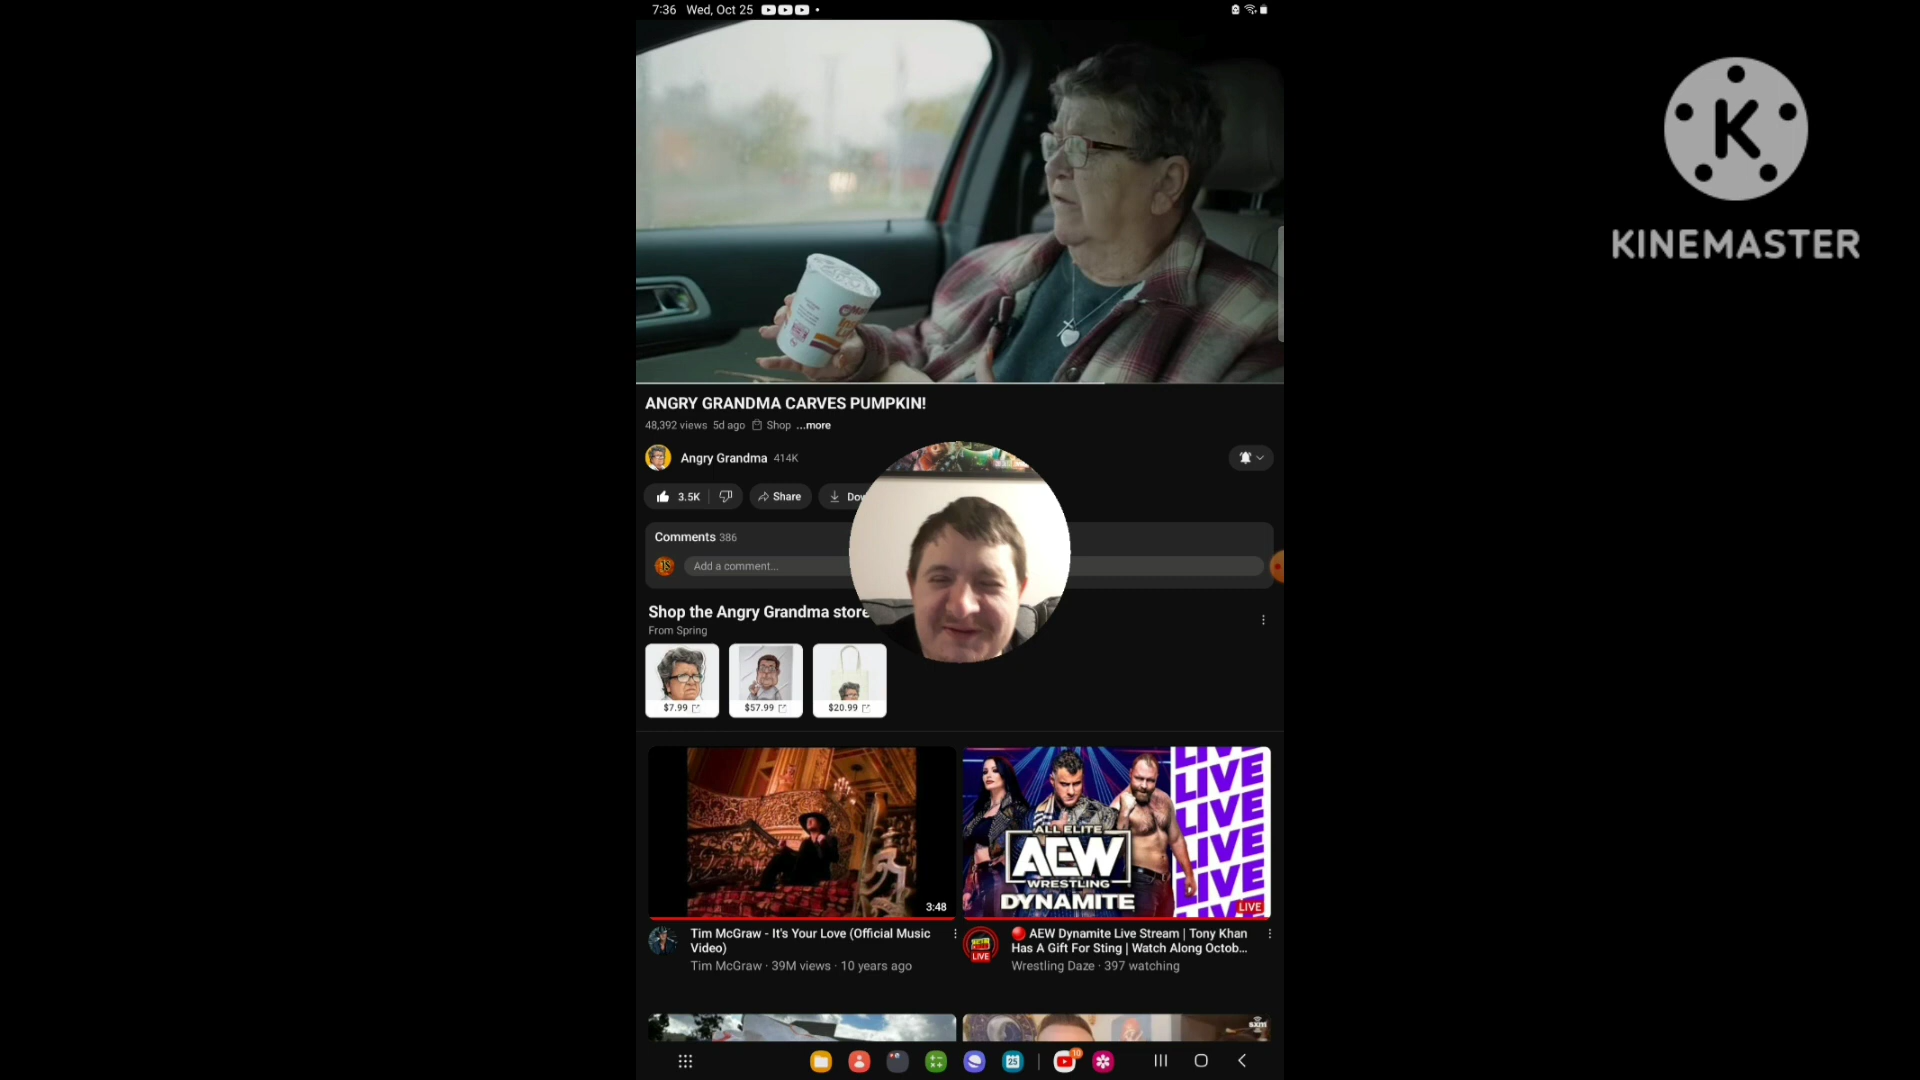 7:36 Wed, Oct 25
KINEMASTER
ANGRY GRANDMA CARVES PUMPKIN!
48,392 views 5d ago Shop ...more
Angry Grandma 414K
3.5K Share
Comments 386
Add a comment...
Shop the Angry Grandma store
From Spring
$7.99 $57.99 $20.99
3:48
ALL ELITE
AEW
WRESTLING
DYNAMITE
LIVE
LIVE
LIVE
LIVE
LIVE
LIVE
Tim McGraw - It's Your Love (Official Music
Video)
Tim McGraw · 39M views · 10 years ago
LIVE
AEW Dynamite Live Stream | Tony Khan
Has A Gift For Sting | Watch Along Octob...
Wrestling Daze · 397 watching
sxm
25
10